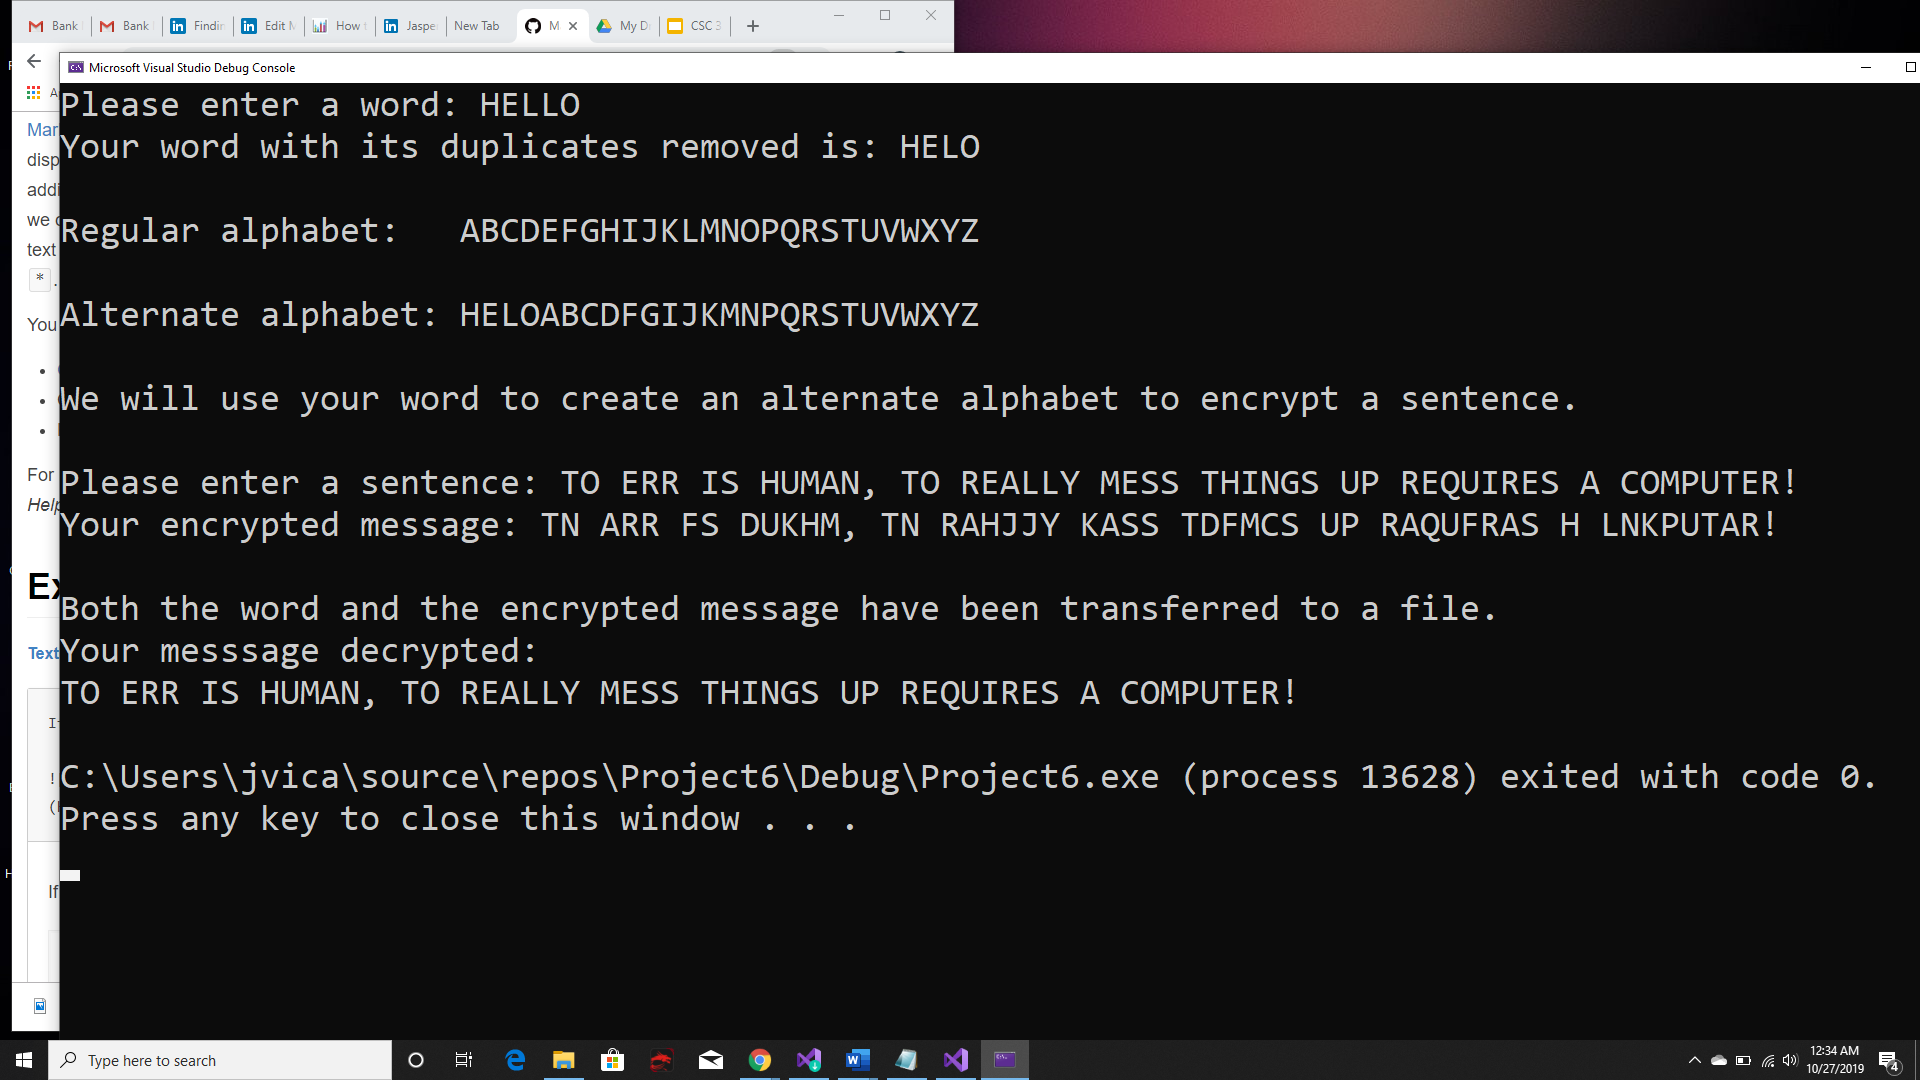 Bank
Bank
Findin
Edit M
How t
Jaspe
New Tab
M
My D
CSC 3
Microsoft Visual Studio Debug Console
Please enter a word: HELLO
Your word with its duplicates removed is: HELO
Regular alphabet:   ABCDEFGHIJKLMNOPQRSTUVWXYZ
Alternate alphabet: HELOABCDFGIJKMNPQRSTUVWXYZ
We will use your word to create an alternate alphabet to encrypt a sentence.
Please enter a sentence: TO ERR IS HUMAN, TO REALLY MESS THINGS UP REQUIRES A COMPUTER!
Your encrypted message: TN ARR FS DUKHM, TN RAHJJY KASS TDFMCS UP RAQUFRAS H LNKPUTAR!
Both the word and the encrypted message have been transferred to a file.
Your messsage decrypted:
TO ERR IS HUMAN, TO REALLY MESS THINGS UP REQUIRES A COMPUTER!
C:\Users\jvica\source\repos\Project6\Debug\Project6.exe (process 13628) exited with code 0.
Press any key to close this window . . .
Mar
disp
addi
we
text
* .
You
For
Help
Ex
Text
If
Type here to search
12:34 AM
10/27/2019
4